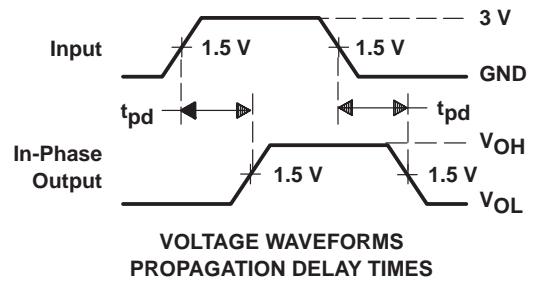 3 V
Input
1.5 V
1.5 V
GND
tpd
tpd
In-Phase
Output
VOH
1.5 V
1.5 V
VOL
VOLTAGE WAVEFORMS
PROPAGATION DELAY TIMES